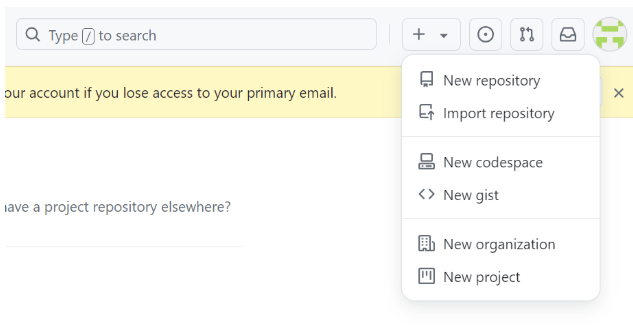 Type / to search
our account if you lose access to your primary email.
New repository
Import repository
New codespace
have a project repository elsewhere?
New gist
New organization
New project